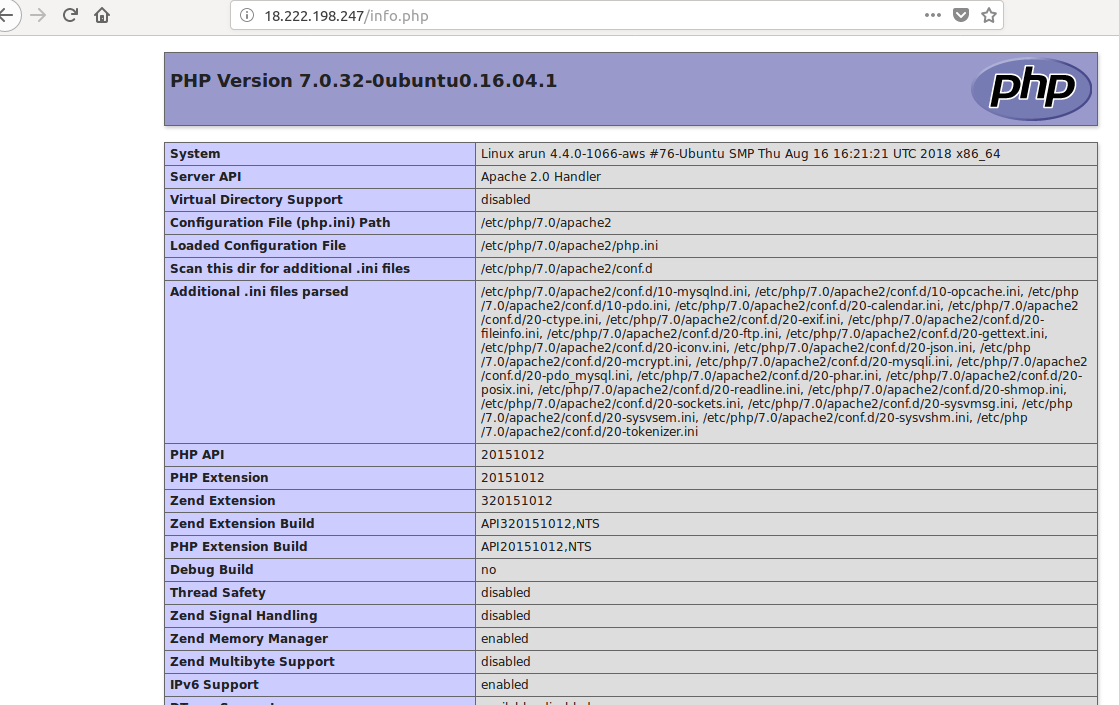 18.222.198.247/info.php
PHP Version 7.0.32-0ubuntu0.16.04.1
php
System Linux arun 4.4.0-1066-aws #76-Ubuntu SMP Thu Aug 16 16:21:21 UTC 2018 x86_64
Server API Apache 2.0 Handler
Virtual Directory Support disabled
Configuration File (php.ini) Path /etc/php/7.0/apache2
Loaded Configuration File /etc/php/7.0/apache2/php.ini
Scan this dir for additional .ini files /etc/php/7.0/apache2/conf.d
Additional .ini files parsed /etc/php/7.0/apache2/conf.d/10-mysqlnd.ini, /etc/php/7.0/apache2/conf.d/10-opcache.ini, /etc/php
/7.0/apache2/conf.d/10-pdo.ini, /etc/php/7.0/apache2/conf.d/20-calendar.ini, /etc/php/7.0/apache2
/conf.d/20-ctype.ini, /etc/php/7.0/apache2/conf.d/20-exif.ini, /etc/php/7.0/apache2/conf.d/20-
fileinfo.ini, /etc/php/7.0/apache2/conf.d/20-ftp.ini, /etc/php/7.0/apache2/conf.d/20-gettext.ini,
/etc/php/7.0/apache2/conf.d/20-iconv.ini, /etc/php/7.0/apache2/conf.d/20-json.ini, /etc/php
/7.0/apache2/conf.d/20-mcrypt.ini, /etc/php/7.0/apache2/conf.d/20-mysqli.ini, /etc/php/7.0/apache2
/conf.d/20-pdo_mysql.ini, /etc/php/7.0/apache2/conf.d/20-phar.ini, /etc/php/7.0/apache2/conf.d/20-
posix.ini, /etc/php/7.0/apache2/conf.d/20-readline.ini, /etc/php/7.0/apache2/conf.d/20-shmop.ini,
/etc/php/7.0/apache2/conf.d/20-sockets.ini, /etc/php/7.0/apache2/conf.d/20-sysvmsg.ini, /etc/php
/7.0/apache2/conf.d/20-sysvsem.ini, /etc/php/7.0/apache2/conf.d/20-sysvshm.ini, /etc/php
/7.0/apache2/conf.d/20-tokenizer.ini
PHP API 20151012
PHP Extension 20151012
Zend Extension 320151012
Zend Extension Build API320151012,NTS
PHP Extension Build API20151012,NTS
Debug Build no
Thread Safety disabled
Zend Signal Handling disabled
Zend Memory Manager enabled
Zend Multibyte Support disabled
IPv6 Support enabled